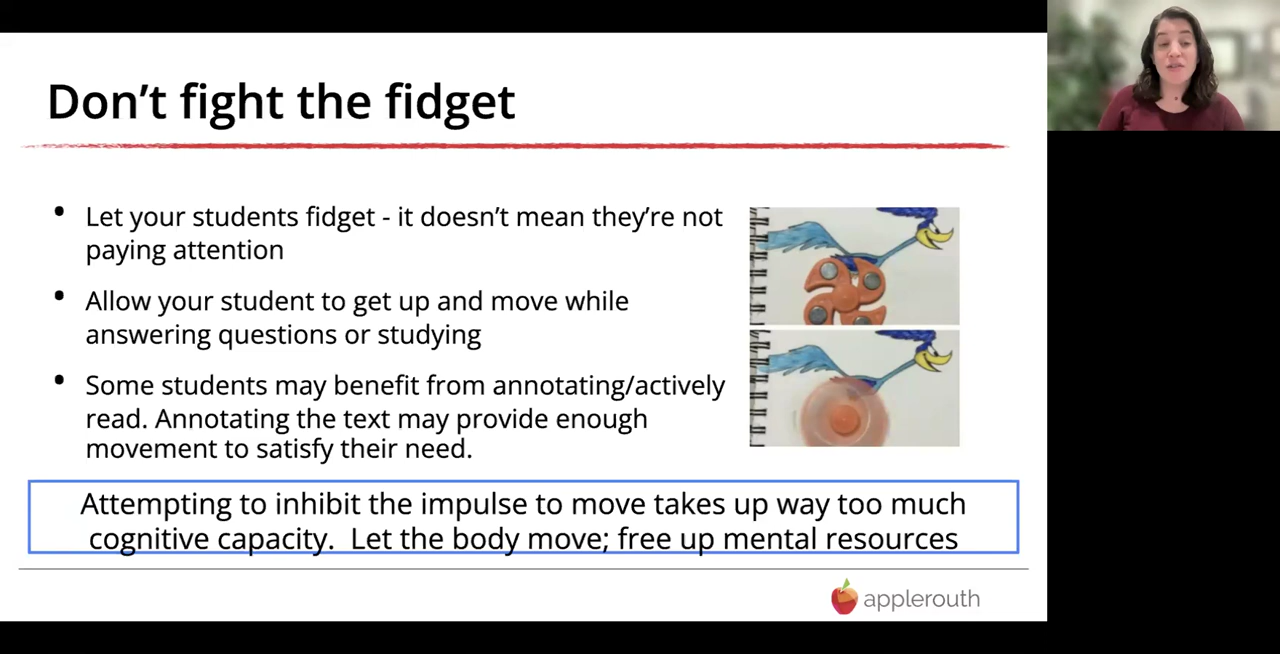 Don't fight the fidget
• Let your students fidget - it doesn't mean they're not
paying attention
• Allow your student to get up and move while
answering questions or studying
• Some students may benefit from annotating/actively
read. Annotating the text may provide enough
movement to satisfy their need.
Attempting to inhibit the impulse to move takes up way too much
cognitive capacity.  Let the body move; free up mental resources
applerouth